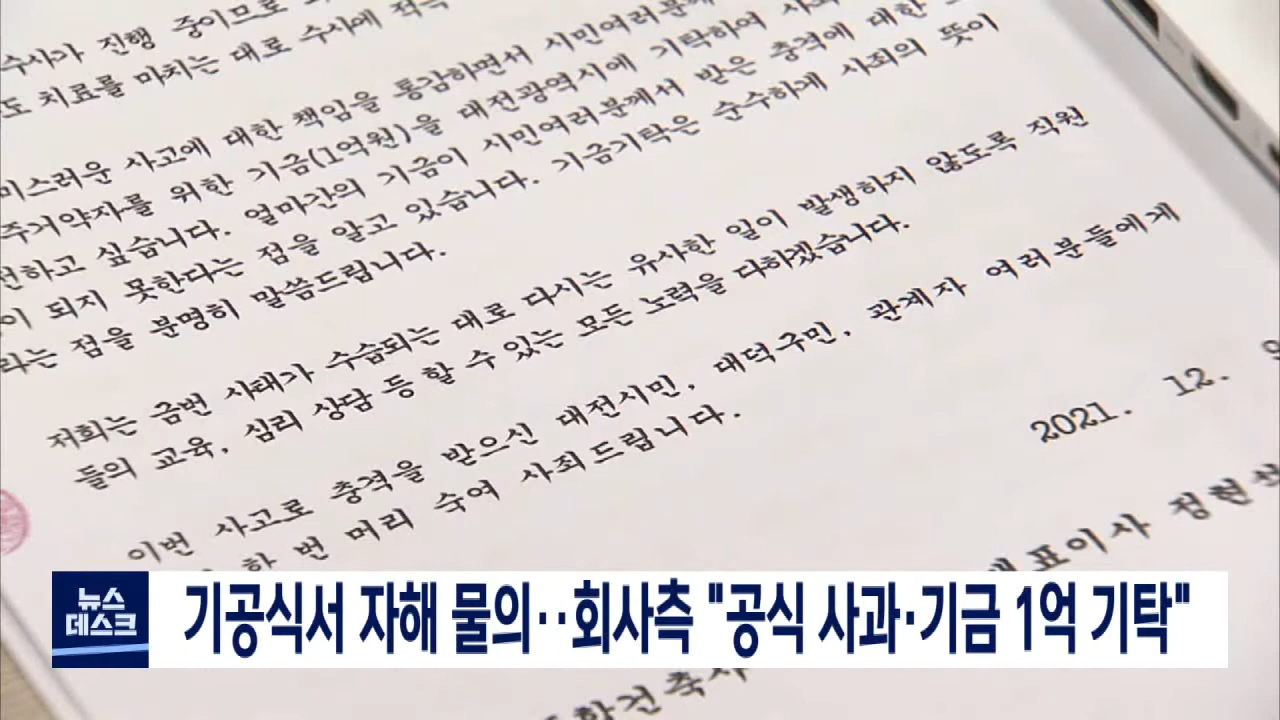 수사가 진행 중이므로
도 치료를 마치는 대로 수사에 적극
미스러운 사고에 대한 책임을 통감하면서 시민여러분께
주거약자를 위한 기금(1억원)을 대전광역시에 기탁하여 사죄
전하고 싶습니다. 얼마간의 기금이 시민여러분께서 받은 충격에 대한
이 되지 못한다는 점을 알고 있습니다. 기금기탁은 순수하게 사죄의 뜻이
라는 점을 분명히 말씀드립니다.
저희는 금번 사태가 수습되는 대로 다시는 유사한 일이 발생하지 않도록 직원
들의 교육, 심리 상담 등 할 수 있는 모든 노력을 다하겠습니다.
이번 사고로 충격을 받으신 대전시민, 대덕구민, 관계자 여러분들에게
한 번 머리 숙여 사죄드립니다.
2021. 12. 9
대표이사 정현
건축사
뉴스
데스크
기공식서 자해 물의‥회사측 "공식 사과·기금 1억 기탁"